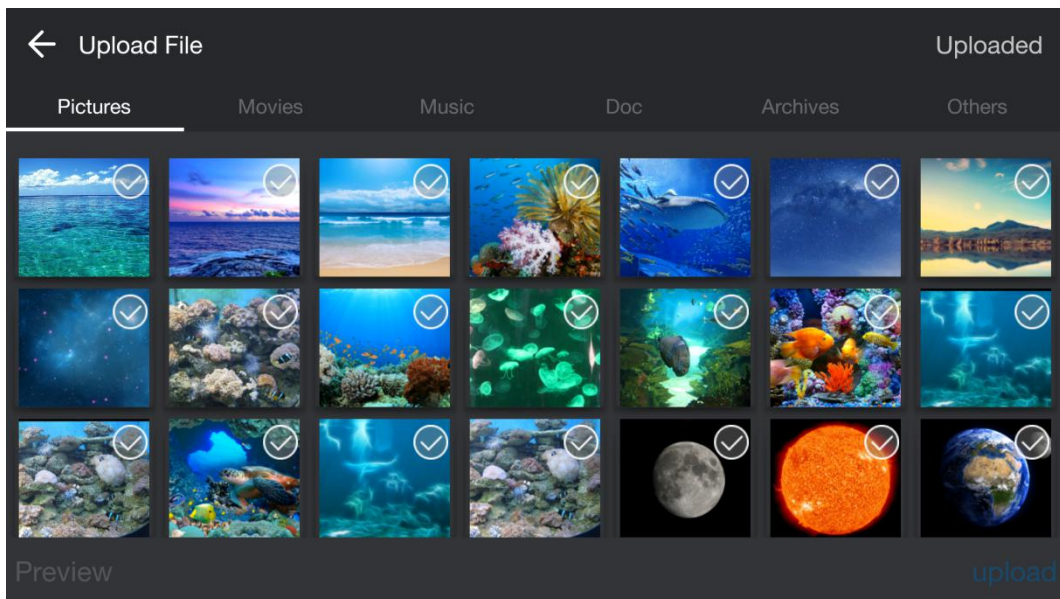 Upload File
Uploaded
Pictures
Movies
Music
Doc
Archives
Others
Preview
upload